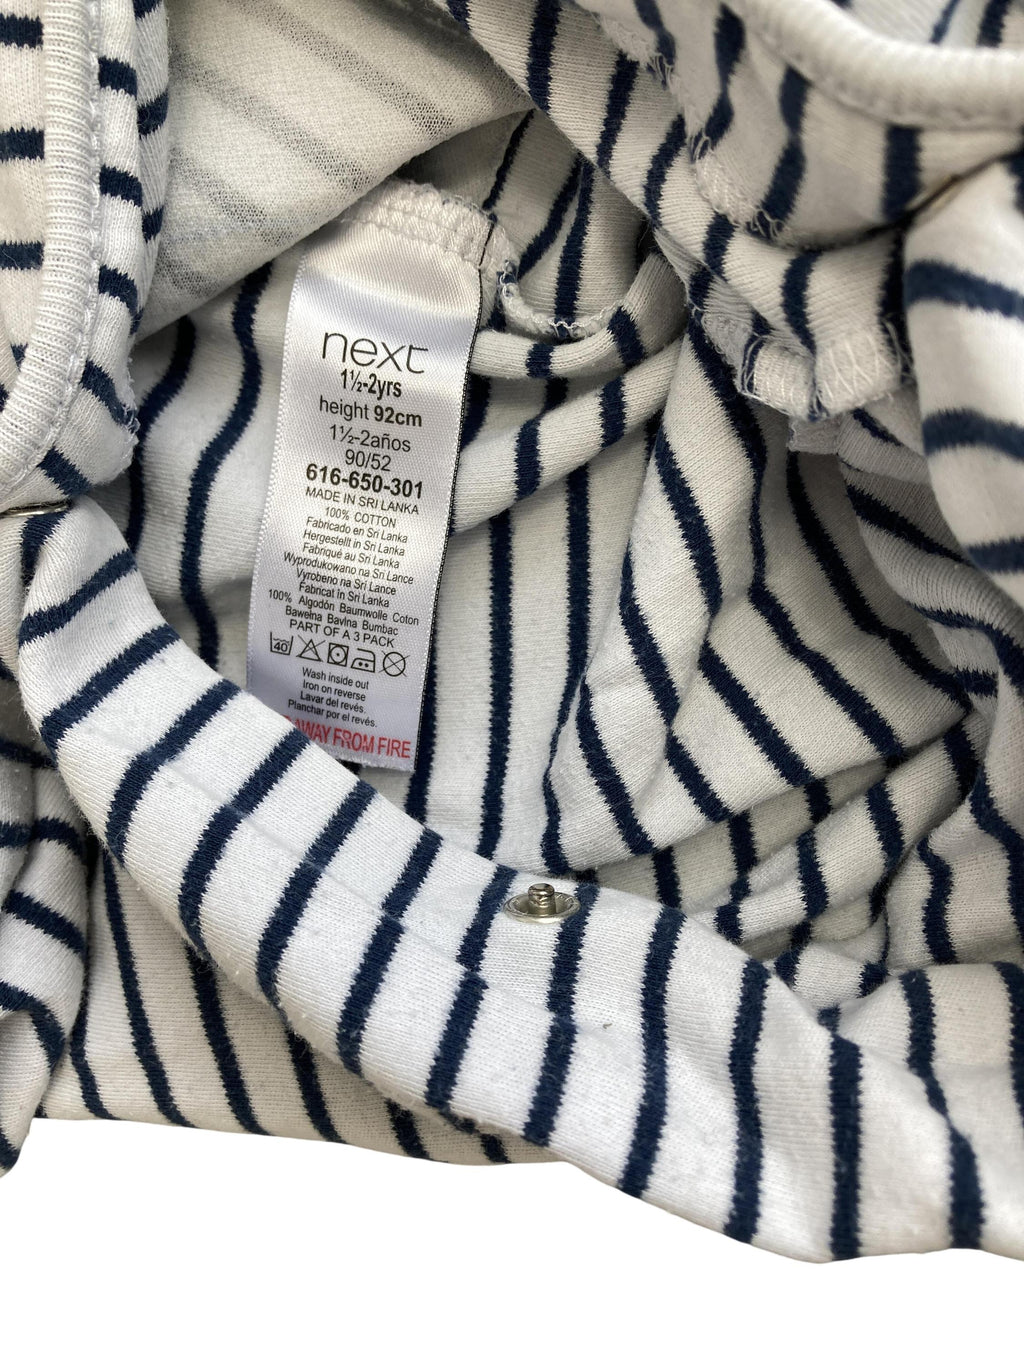 next
1½-2yrs
height 92cm
1½-2años
90/52
616-650-301
MADE IN SRI LANKA
100% COTTON
Fabricado en Sri Lanka
Hergestellt in Sri Lanka
Fabriqué au Sri Lanka
Wyprodukowano na Sri Lance
Vyrobeno na Sri Lance
Fabricat în Sri Lanka
100% Algodón Baumwolle Coton
Bawełna Bavlna Bumbac
PART OF A 3 PACK
40
Wash inside out
Iron on reverse
Lavar del revés.
Planchar por el revés.
AWAY FROM FIRE